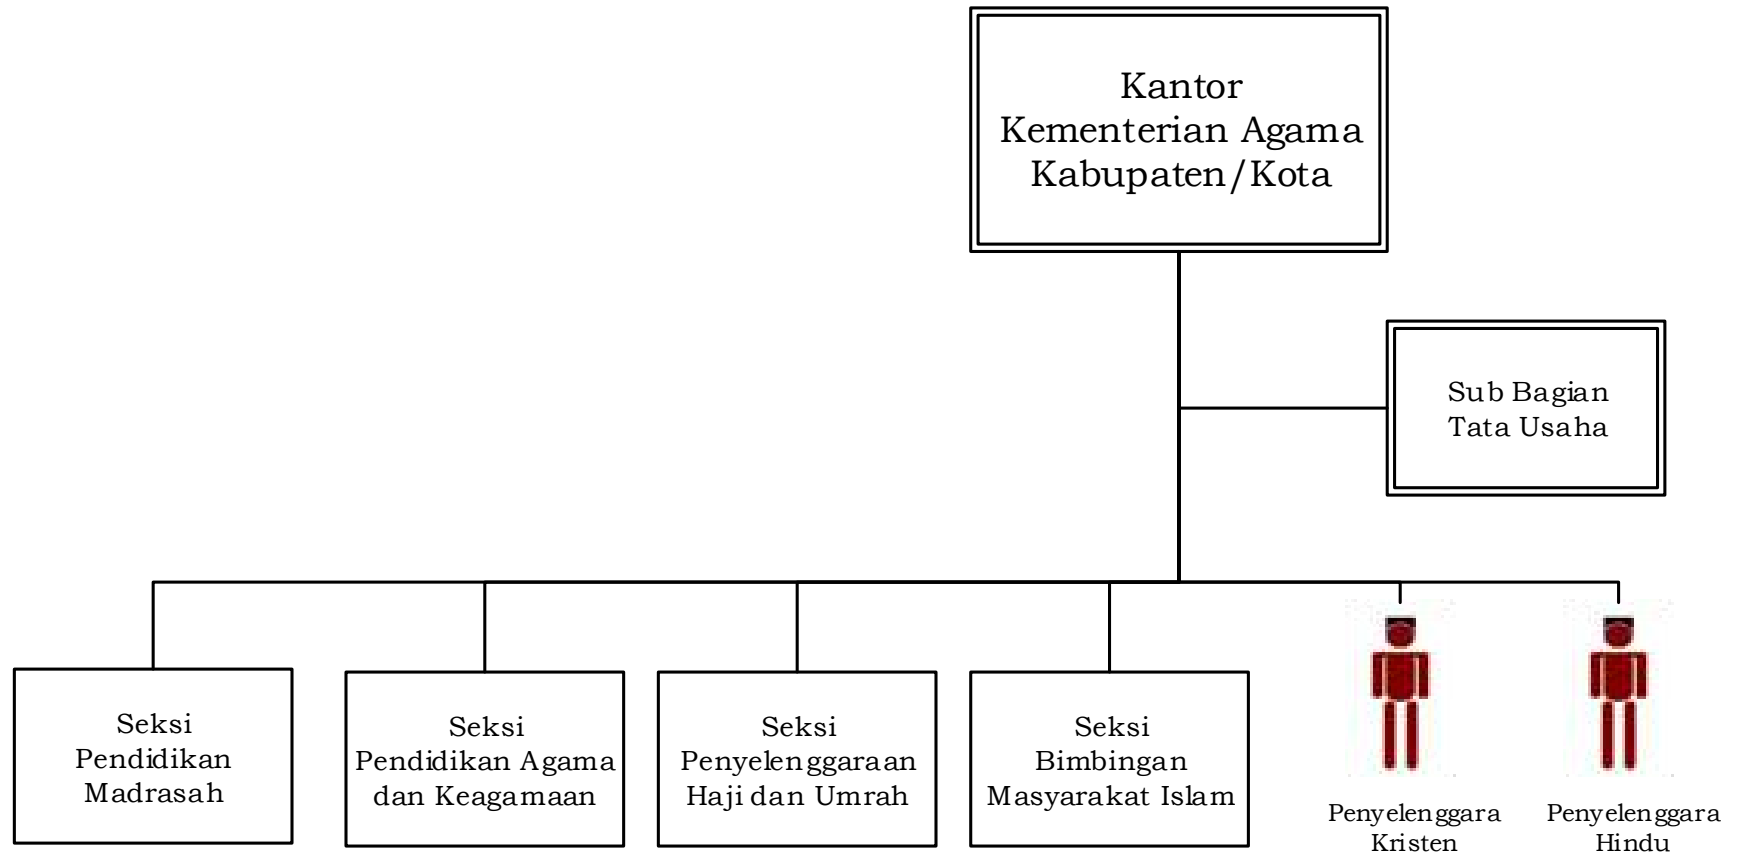 Kantor
Kementerian Agama
Kabupaten/Kota
Sub Bagian
Tata Usaha
Seksi
Pendidikan
Madrasah
Seksi
Pendidikan Agama
dan Keagamaan
Seksi
Penyelenggaraan
Haji dan Umrah
Seksi
Bimbingan
Masyarakat Islam
Penyelenggara
Kristen
Penyelenggara
Hindu